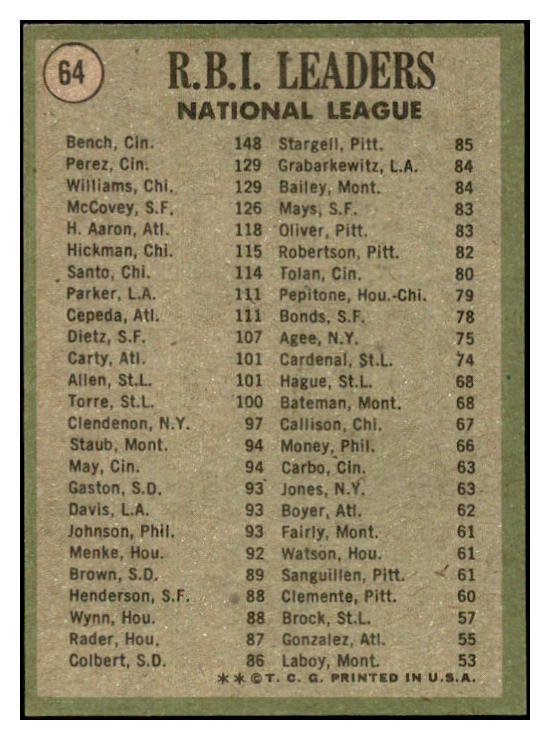 64
R.B.I. LEADERS
NATIONAL LEAGUE
Bench, Cin. 148 Stargell, Pitt. 85
Perez, Cin. 129 Grabarkewitz, L.A. 84
Williams, Chi. 129 Bailey, Mont. 84
McCovey, S.F. 126 Mays, S.F. 83
H. Aaron, Atl. 118 Oliver, Pitt. 83
Hickman, Chi. 115 Robertson, Pitt. 82
Santo, Chi. 114 Tolan, Cin. 80
Parker, L.A. 111 Pepitone, Hou.-Chi. 79
Cepeda, Atl. 111 Bonds, S.F. 78
Dietz, S.F. 107 Agee, N.Y. 75
Carty, Atl. 101 Cardenal, St.L. 74
Allen, St.L. 101 Hague, St.L. 68
Torre, St.L. 100 Bateman, Mont. 68
Clendenon, N.Y. 97 Callison, Chi. 67
Staub, Mont. 94 Money, Phil. 66
May, Cin. 94 Carbo, Cin. 63
Gaston, S.D. 93 Jones, N.Y. 63
Davis, L.A. 93 Boyer, Atl. 62
Johnson, Phil. 93 Fairly, Mont. 61
Menke, Hou. 92 Watson, Hou. 61
Brown, S.D. 89 Sanguillen, Pitt. 61
Henderson, S.F. 88 Clemente, Pitt. 60
Wynn, Hou. 88 Brock, St.L. 57
Rader, Hou. 87 Gonzalez, Atl. 55
Colbert, S.D. 86 Laboy, Mont. 53
** © T. C. G. PRINTED IN U.S.A.